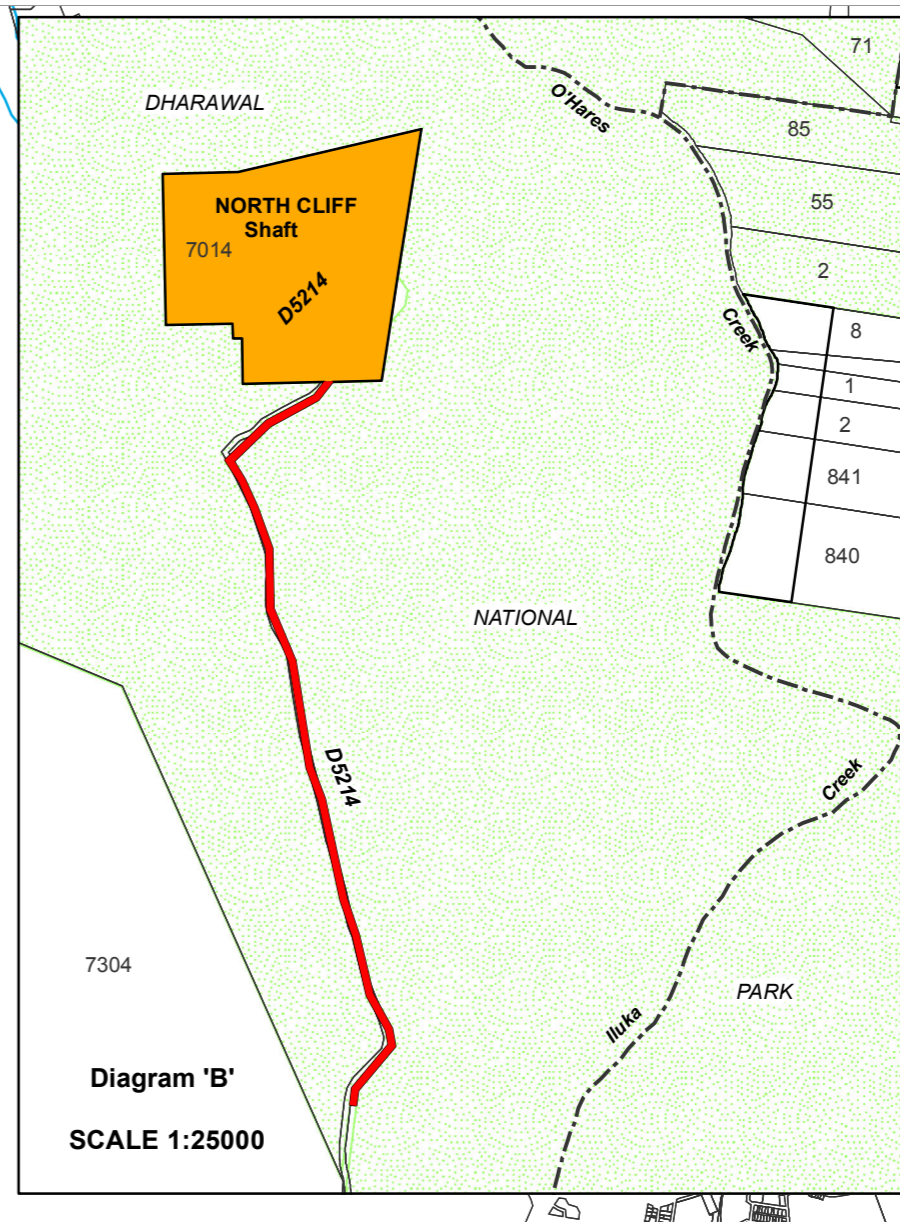 71
DHARAWAL
O'Hares
85
NORTH CLIFF
Shaft
55
7014
2
D5214
Creek
8
1
2
841
840
NATIONAL
D5214
Creek
7304
PARK
Iluka
Diagram 'B'
SCALE 1:25000